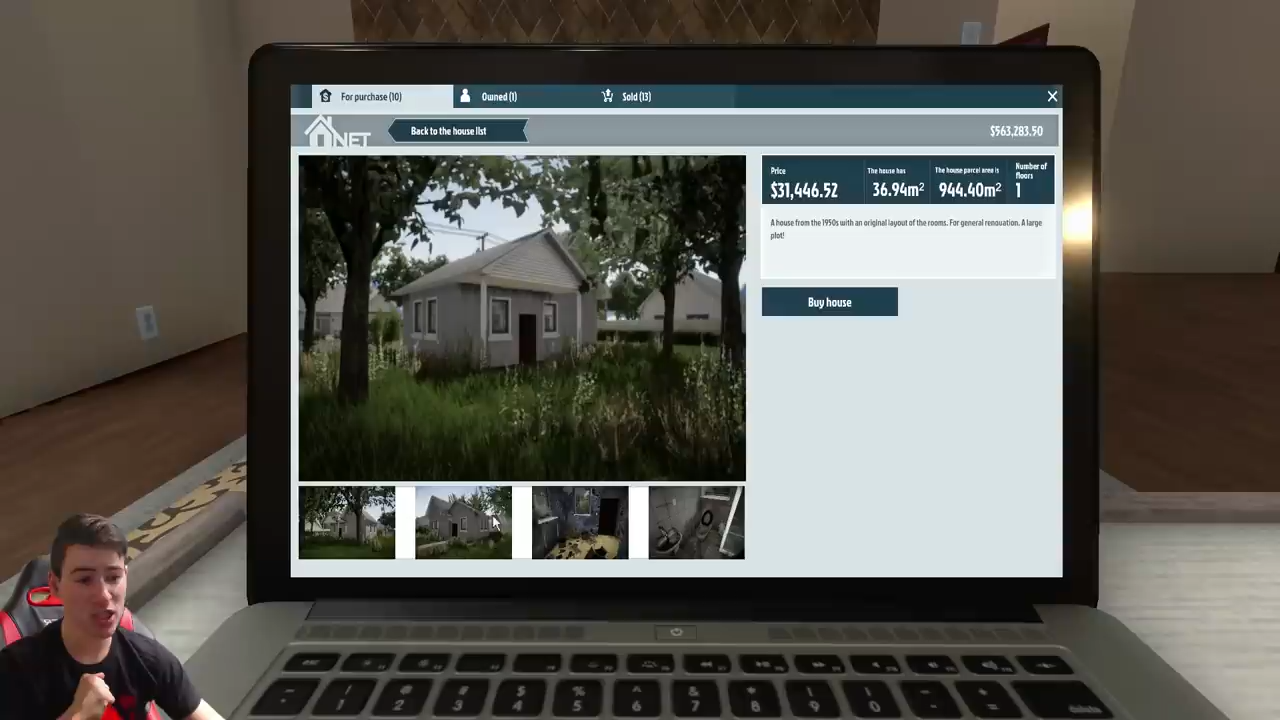 For purchase (10)
Owned (1)
Sold (13)
NET
Back to the house list
$563,283.50
Price
$31,446.52
The house has
36.94m²
The house parcel area is
944.40m²
Number of
floors
1
A house from the 1950s with an original layout of the rooms. For general renovation. A large
plot!
Buy house
esc
delete